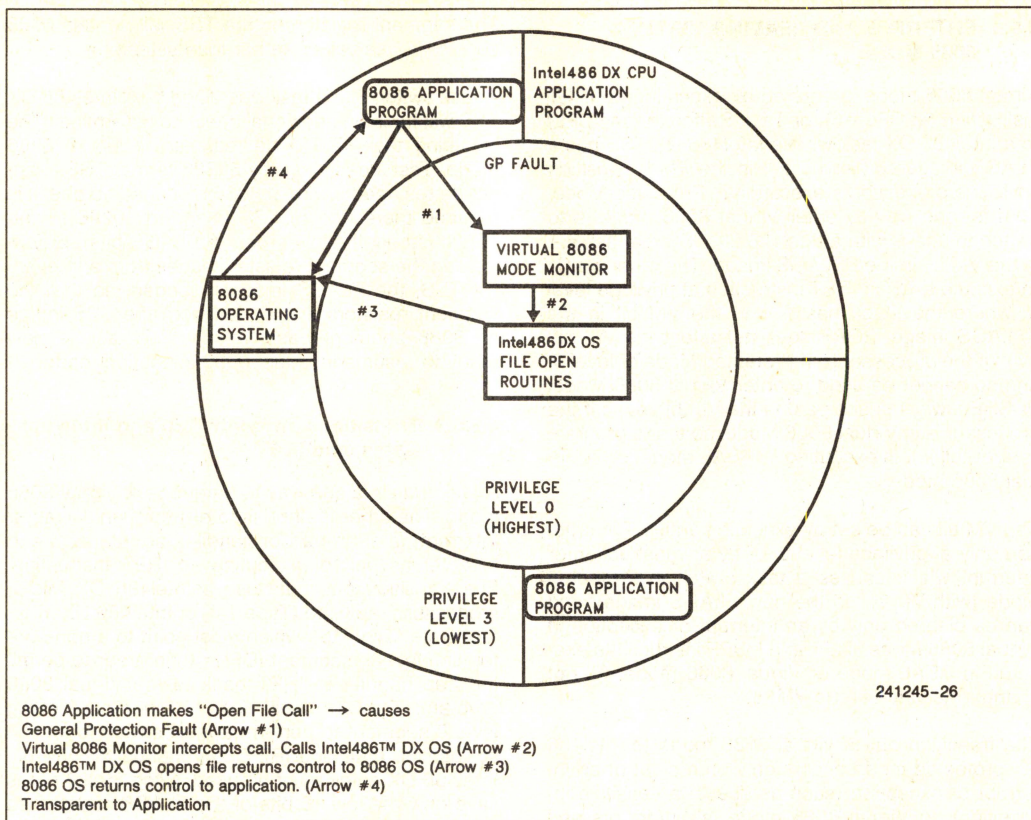 8086 APPLICATION
PROGRAM
Intel486 DX CPU
APPLICATION
PROGRAM
GP FAULT
#4
#1
VIRTUAL 8086
MODE MONITOR
8086
OPERATING
SYSTEM
#3
#2
Intel486 DX OS
FILE OPEN
ROUTINES
PRIVILEGE
LEVEL 0
(HIGHEST)
PRIVILEGE
LEVEL 3
(LOWEST)
8086 APPLICATION
PROGRAM
241245-26
8086 Application makes "Open File Call" → causes
General Protection Fault (Arrow #1)
Virtual 8086 Monitor intercepts call. Calls Intel486™ DX OS (Arrow #2)
Intel486™ DX OS opens file returns control to 8086 OS (Arrow #3)
8086 OS returns control to application. (Arrow #4)
Transparent to Application